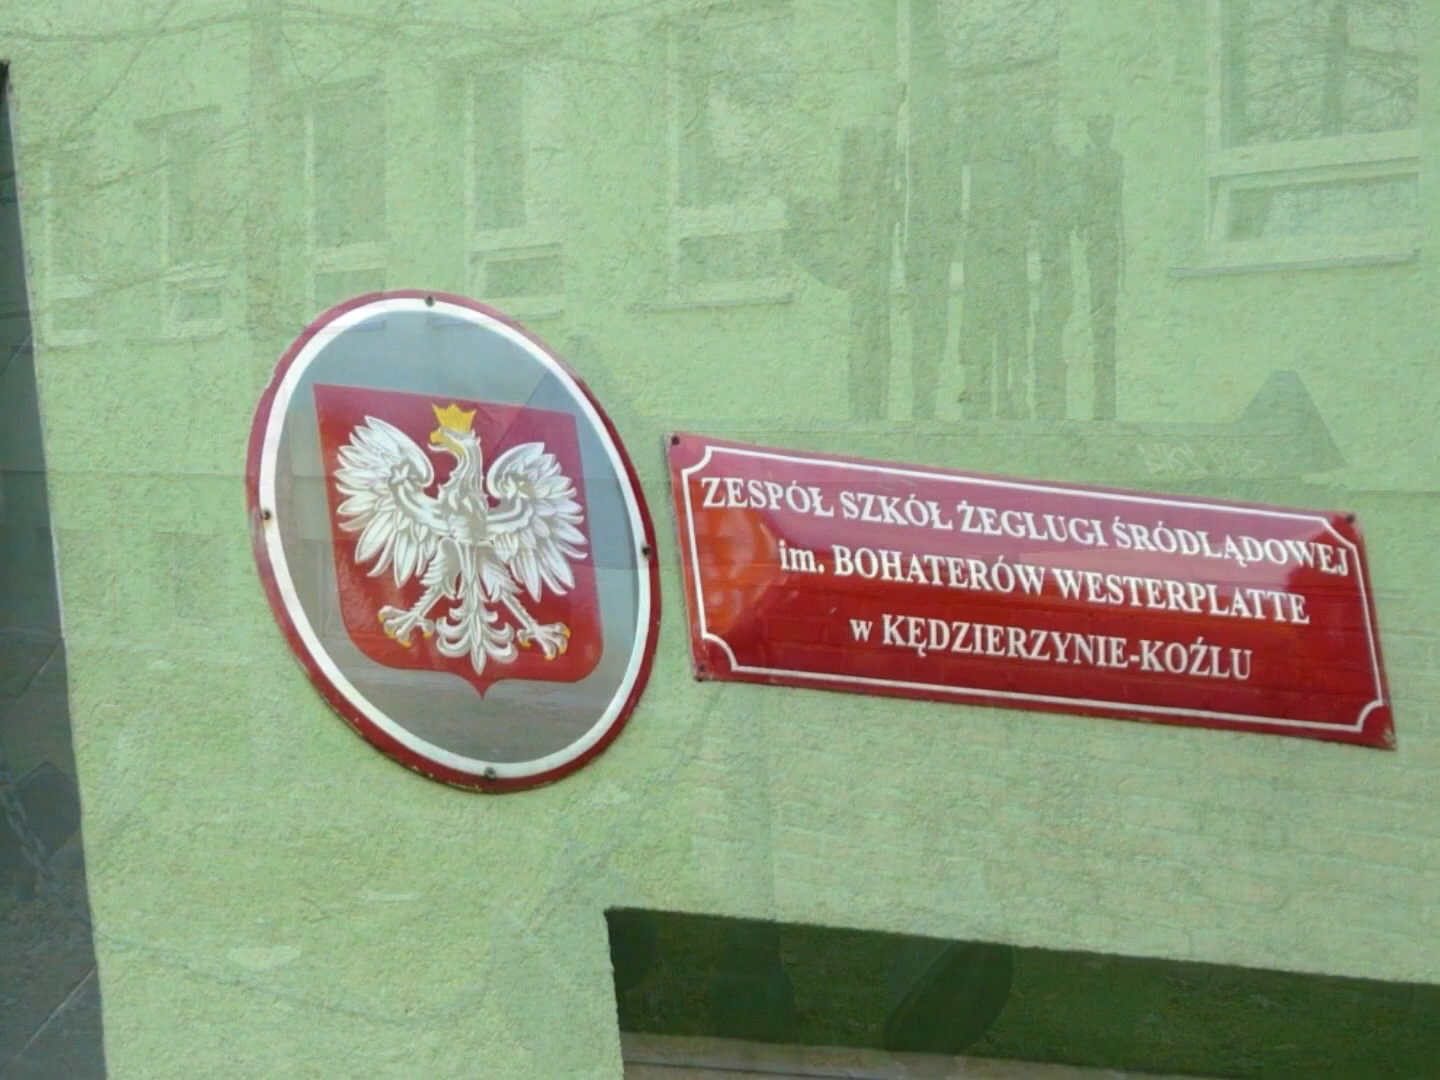 ZESPÓŁ SZKÓŁ ŻEGLUGI ŚRÓDLĄDOWEJ
im. BOHATERÓW WESTERPLATTE
w KĘDZIERZYNIE-KOŹLU